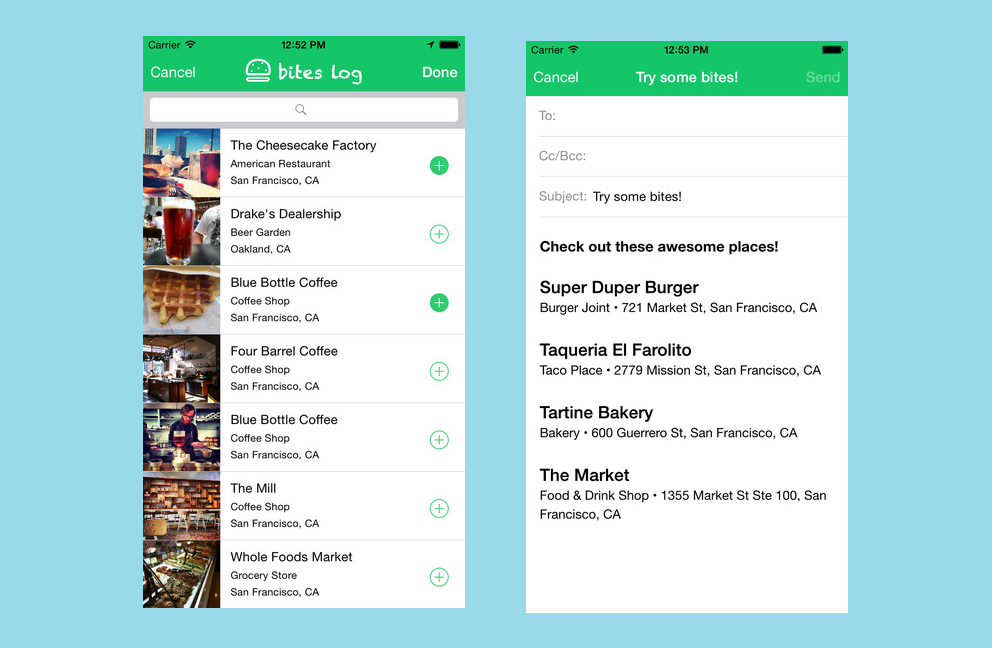 Carrier 12:52 PM
Cancel bites log Done
The Cheesecake Factory
American Restaurant
San Francisco, CA
Drake's Dealership
Beer Garden
Oakland, CA
Blue Bottle Coffee
Coffee Shop
San Francisco, CA
Four Barrel Coffee
Coffee Shop
San Francisco, CA
Blue Bottle Coffee
Coffee Shop
San Francisco, CA
The Mill
Coffee Shop
San Francisco, CA
Whole Foods Market
Grocery Store
San Francisco, CA
Carrier 12:53 PM
Cancel Try some bites! Send
To:
Cc/Bcc:
Subject: Try some bites!
Check out these awesome places!
Super Duper Burger
Burger Joint • 721 Market St, San Francisco, CA
Taqueria El Farolito
Taco Place • 2779 Mission St, San Francisco, CA
Tartine Bakery
Bakery • 600 Guerrero St, San Francisco, CA
The Market
Food & Drink Shop • 1355 Market St Ste 100, San
Francisco, CA